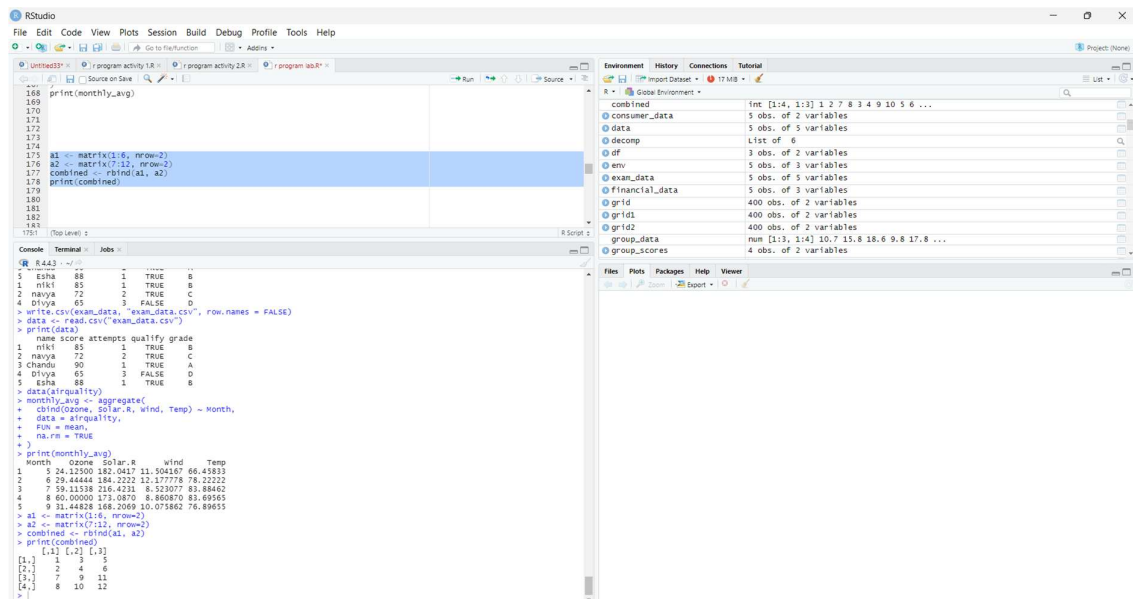 RStudio
File Edit Code View Plots Session Build Debug Profile Tools Help
Go to file/function Addins Project: (None)
Untitled33* r program activity 1.R r program activity 2.R r program lab.R*
Source on Save Run Source
168 print(monthly_avg)
169
170
171
172
173
174
175 a1 <- matrix(1:6, nrow=2)
176 a2 <- matrix(7:12, nrow=2)
177 combined <- rbind(a1, a2)
178 print(combined)
179
180
181
182
183
175:1 (Top Level) R Script
Console Terminal Jobs
R 4.4.3 · ~/
5 Esha 88 1 TRUE B
1 niki 85 1 TRUE B
2 navya 72 2 TRUE C
4 Divya 65 3 FALSE D
> write.csv(exam_data, "exam_data.csv", row.names = FALSE)
> data <- read.csv("exam_data.csv")
> print(data)
name score attempts qualify grade
1 niki 85 1 TRUE B
2 navya 72 2 TRUE C
3 Chandu 90 1 TRUE A
4 Divya 65 3 FALSE D
5 Esha 88 1 TRUE B
> data(airquality)
> monthly_avg <- aggregate(
+ cbind(Ozone, Solar.R, Wind, Temp) ~ Month,
+ data = airquality,
+ FUN = mean,
+ na.rm = TRUE
+ )
> print(monthly_avg)
Month Ozone Solar.R Wind Temp
1 5 24.12500 182.0417 11.504167 66.45833
2 6 29.44444 184.2222 12.177778 78.22222
3 7 59.11538 216.4231 8.523077 83.88462
4 8 60.00000 173.0870 8.860870 83.69565
5 9 31.44828 168.2069 10.075862 76.89655
> a1 <- matrix(1:6, nrow=2)
> a2 <- matrix(7:12, nrow=2)
> combined <- rbind(a1, a2)
> print(combined)
[,1] [,2] [,3]
[1,] 1 3 5
[2,] 2 4 6
[3,] 7 9 11
[4,] 8 10 12
>
Environment History Connections Tutorial
Import Dataset 17 MiB List
R Global Environment
combined int [1:4, 1:3] 1 2 7 8 3 4 9 10 5 6 ...
consumer_data 5 obs. of 2 variables
data 5 obs. of 5 variables
decomp List of 6
df 3 obs. of 2 variables
env 5 obs. of 3 variables
exam_data 5 obs. of 5 variables
financial_data 5 obs. of 3 variables
grid 400 obs. of 2 variables
grid1 400 obs. of 2 variables
grid2 400 obs. of 2 variables
group_data num [1:3, 1:4] 10.7 15.8 18.6 9.8 17.8 ...
group_scores 4 obs. of 2 variables
Files Plots Packages Help Viewer
Zoom Export